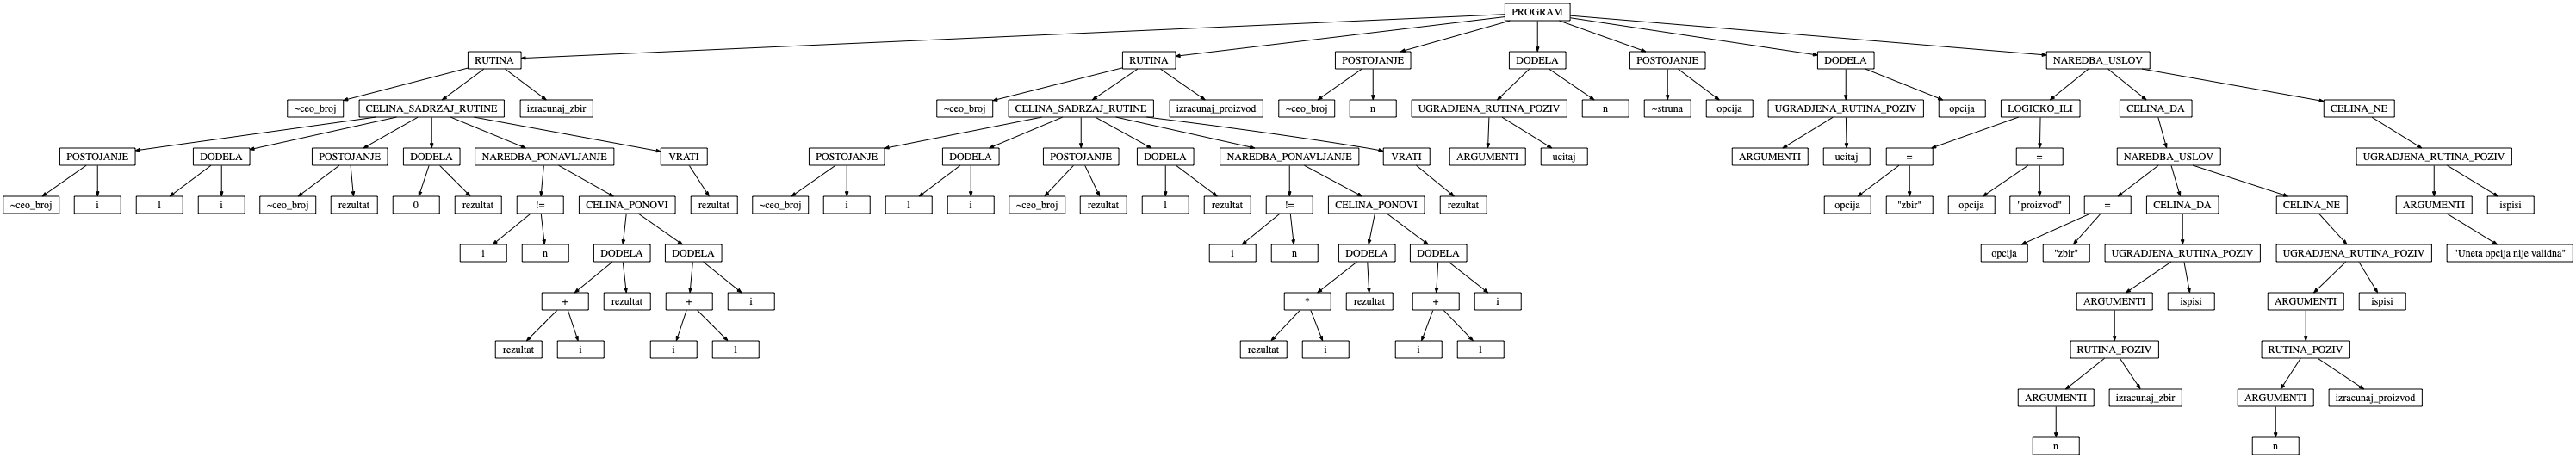 PROGRAM
RUTINA RUTINA POSTOJANJE DODELA POSTOJANJE DODELA NAREDBA_USLOV
~ceo_broj CELINA_SADRZAJ_RUTINE izracunaj_zbir ~ceo_broj CELINA_SADRZAJ_RUTINE izracunaj_proizvod ~ceo_broj n UGRADJENA_RUTINA_POZIV n ~struna opcija UGRADJENA_RUTINA_POZIV opcija LOGICKO_ILI CELINA_DA CELINA_NE
POSTOJANJE DODELA POSTOJANJE DODELA NAREDBA_PONAVLJANJE VRATI POSTOJANJE DODELA POSTOJANJE DODELA NAREDBA_PONAVLJANJE VRATI ARGUMENTI ucitaj ARGUMENTI ucitaj = = NAREDBA_USLOV UGRADJENA_RUTINA_POZIV
~ceo_broj i 1 i ~ceo_broj rezultat 0 rezultat != CELINA_PONOVI rezultat ~ceo_broj i 1 i ~ceo_broj rezultat 1 rezultat != CELINA_PONOVI rezultat opcija "zbir" opcija "proizvod" = CELINA_DA CELINA_NE ARGUMENTI ispisi
i n DODELA DODELA i n DODELA DODELA opcija "zbir" UGRADJENA_RUTINA_POZIV UGRADJENA_RUTINA_POZIV "Uneta opcija nije validna"
+ rezultat + i * rezultat + i ARGUMENTI ispisi ARGUMENTI ispisi
rezultat i i 1 rezultat i i 1 RUTINA_POZIV RUTINA_POZIV
ARGUMENTI izracunaj_zbir ARGUMENTI izracunaj_proizvod
n n